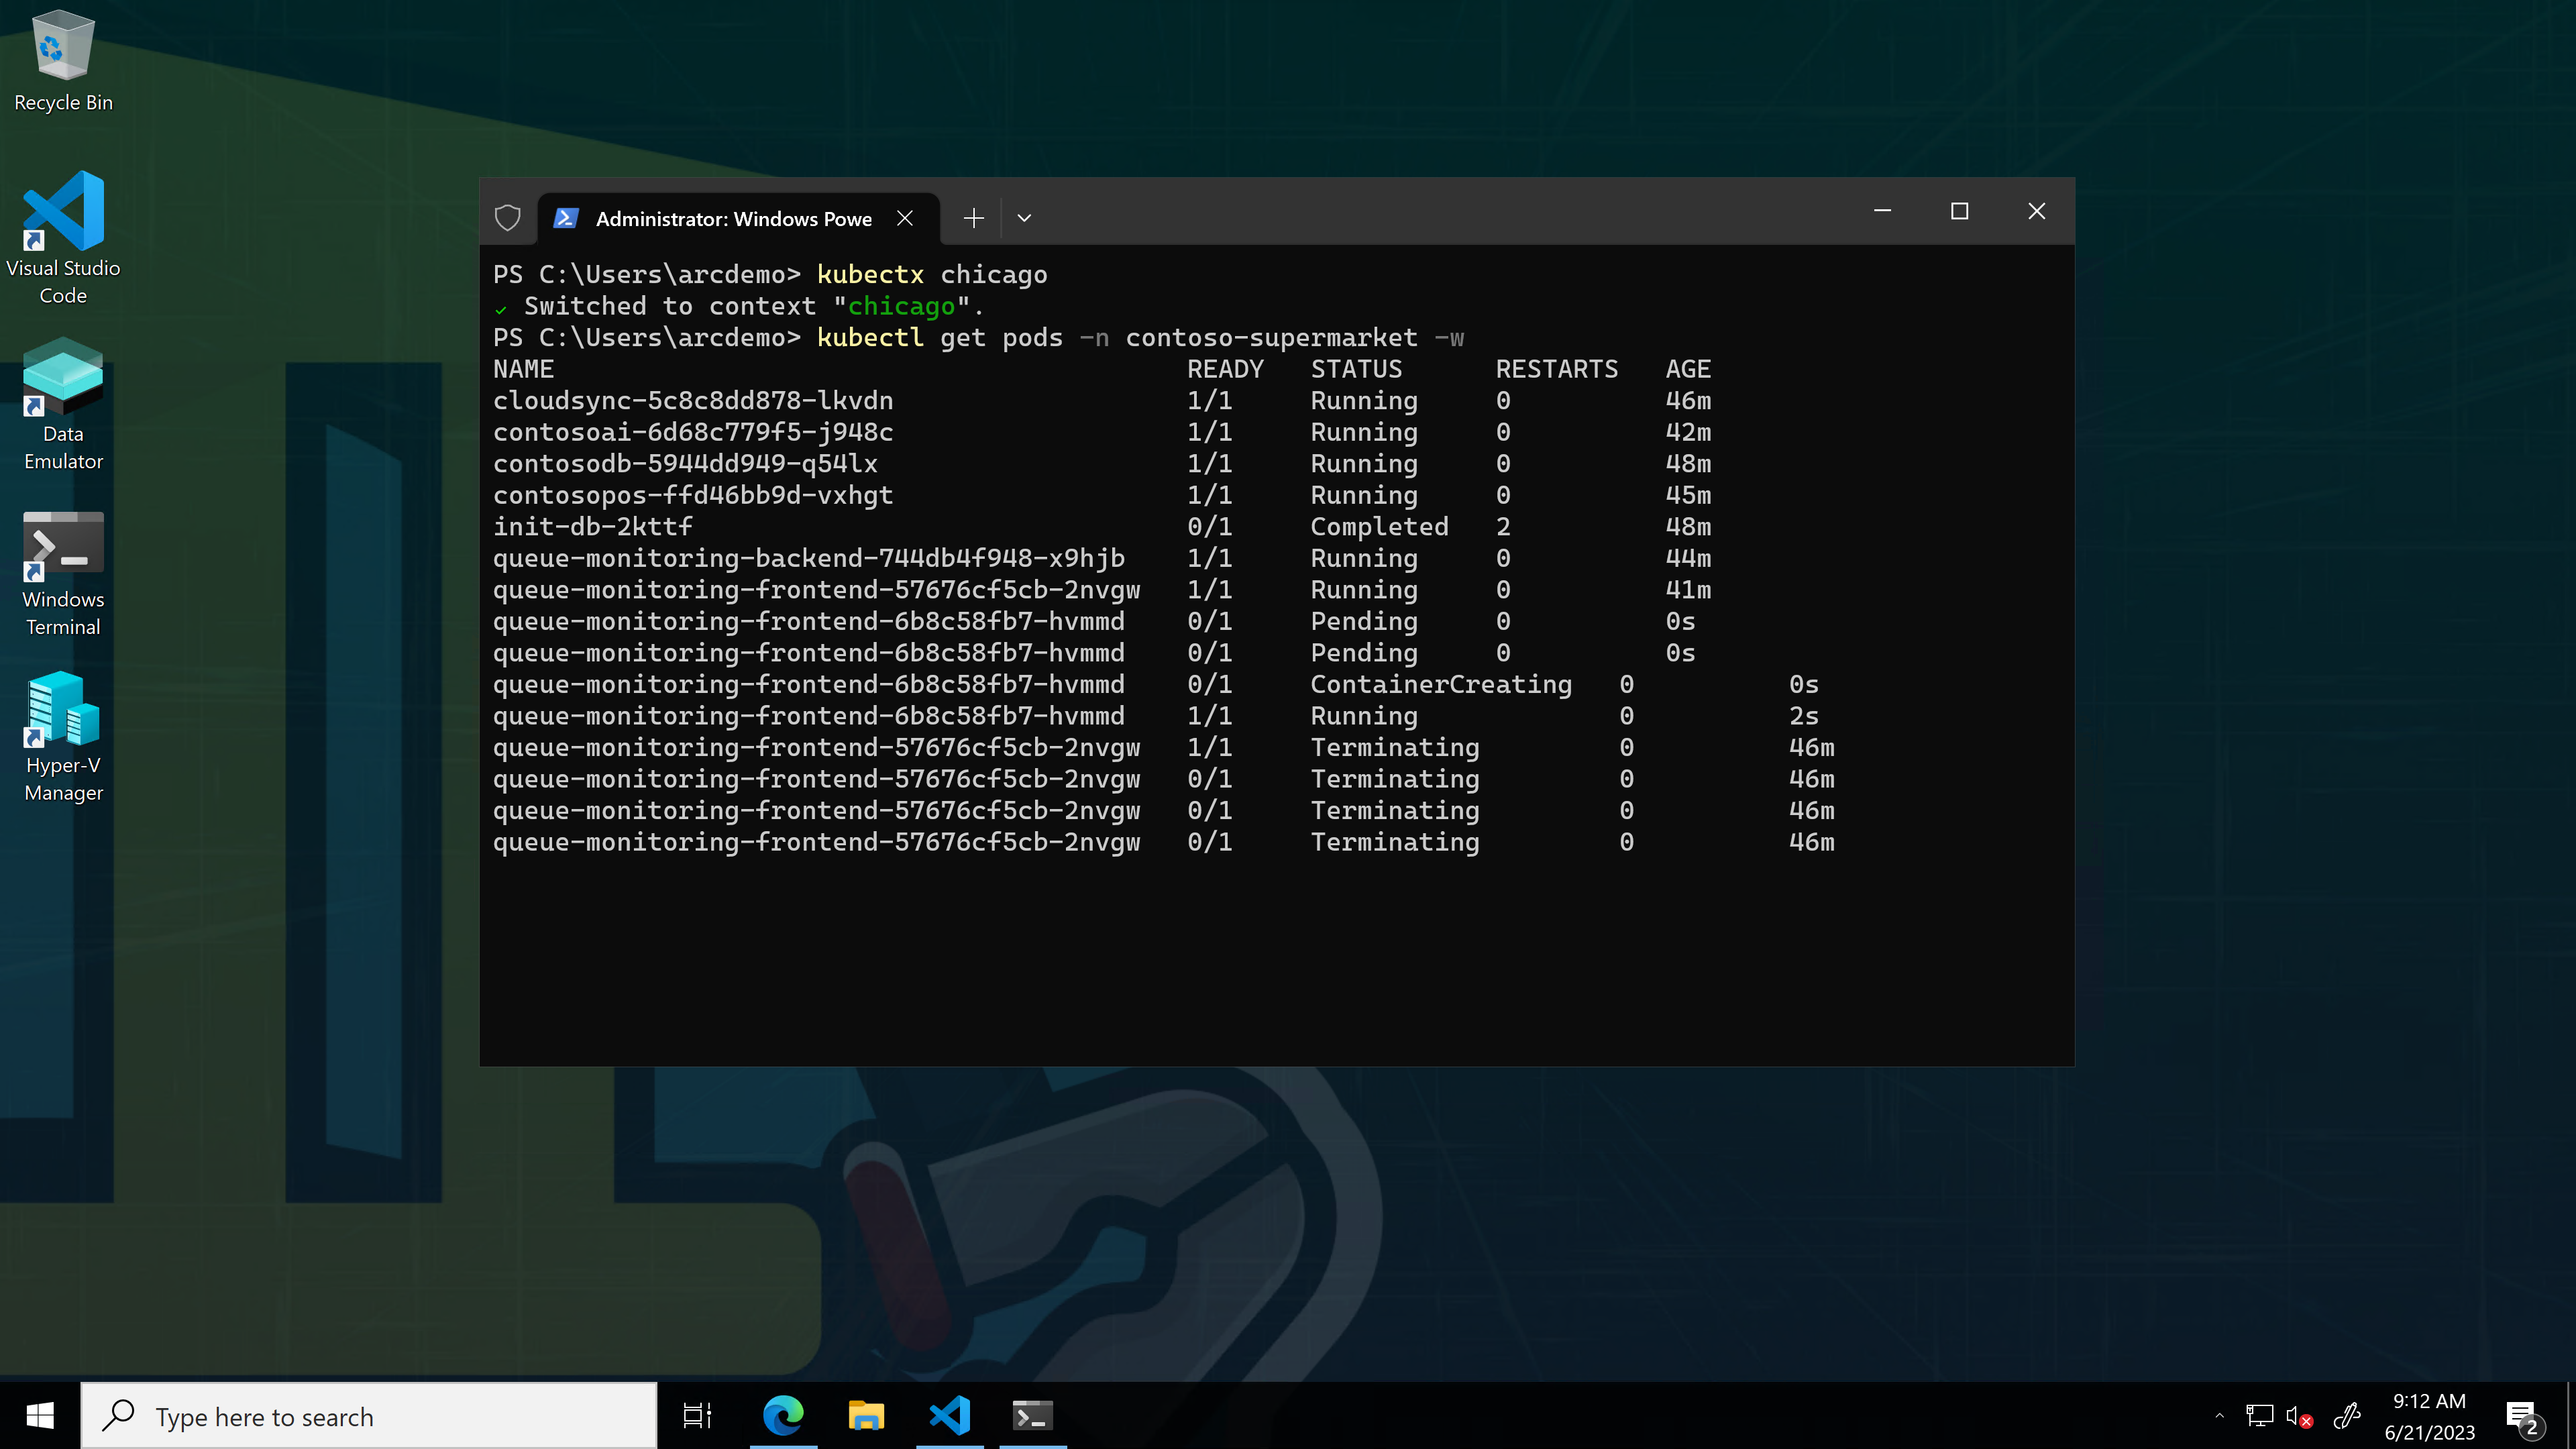 Recycle Bin
Visual Studio
Code
Data
Emulator
Windows
Terminal
Hyper-V
Manager
Administrator: Windows Powe
PS C:\Users\arcdemo> kubectx chicago
✓ Switched to context "chicago".
PS C:\Users\arcdemo> kubectl get pods -n contoso-supermarket -w
NAME READY STATUS RESTARTS AGE
cloudsync-5c8c8dd878-lkvdn 1/1 Running 0 46m
contosoai-6d68c779f5-j948c 1/1 Running 0 42m
contosodb-5944dd949-q54lx 1/1 Running 0 48m
contosopos-ffd46bb9d-vxhgt 1/1 Running 0 45m
init-db-2kttf 0/1 Completed 2 48m
queue-monitoring-backend-744db4f948-x9hjb 1/1 Running 0 44m
queue-monitoring-frontend-57676cf5cb-2nvgw 1/1 Running 0 41m
queue-monitoring-frontend-6b8c58fb7-hvmmd 0/1 Pending 0 0s
queue-monitoring-frontend-6b8c58fb7-hvmmd 0/1 Pending 0 0s
queue-monitoring-frontend-6b8c58fb7-hvmmd 0/1 ContainerCreating 0 0s
queue-monitoring-frontend-6b8c58fb7-hvmmd 1/1 Running 0 2s
queue-monitoring-frontend-57676cf5cb-2nvgw 1/1 Terminating 0 46m
queue-monitoring-frontend-57676cf5cb-2nvgw 0/1 Terminating 0 46m
queue-monitoring-frontend-57676cf5cb-2nvgw 0/1 Terminating 0 46m
queue-monitoring-frontend-57676cf5cb-2nvgw 0/1 Terminating 0 46m
Type here to search
9:12 AM
6/21/2023
2